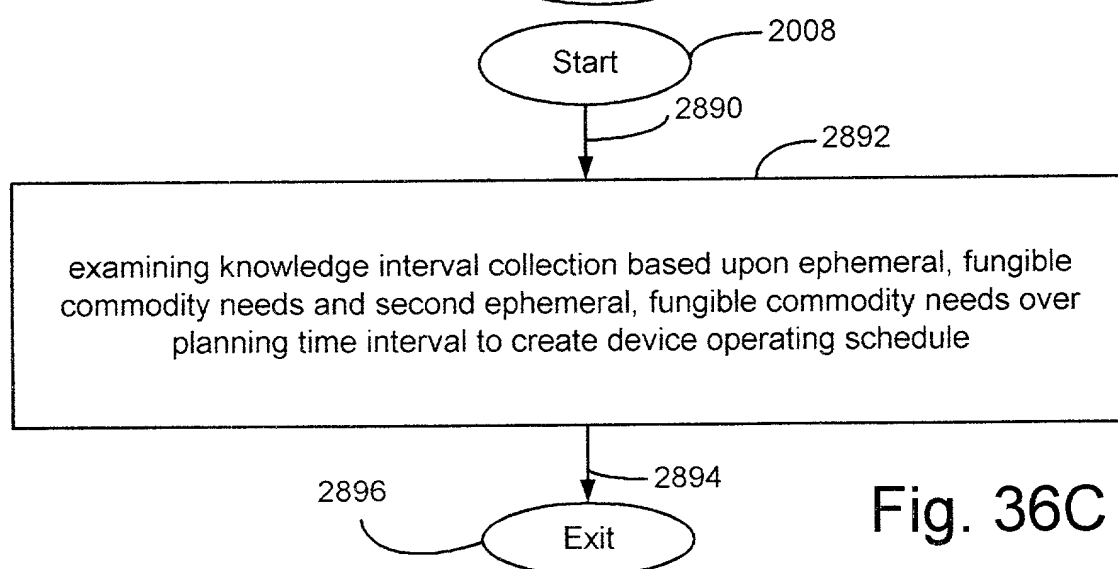 2008
Start
2890
2892
examining knowledge interval collection based upon ephemeral, fungible
commodity needs and second ephemeral, fungible commodity needs over
planning time interval to create device operating schedule
2894
2896
Exit
Fig. 36C